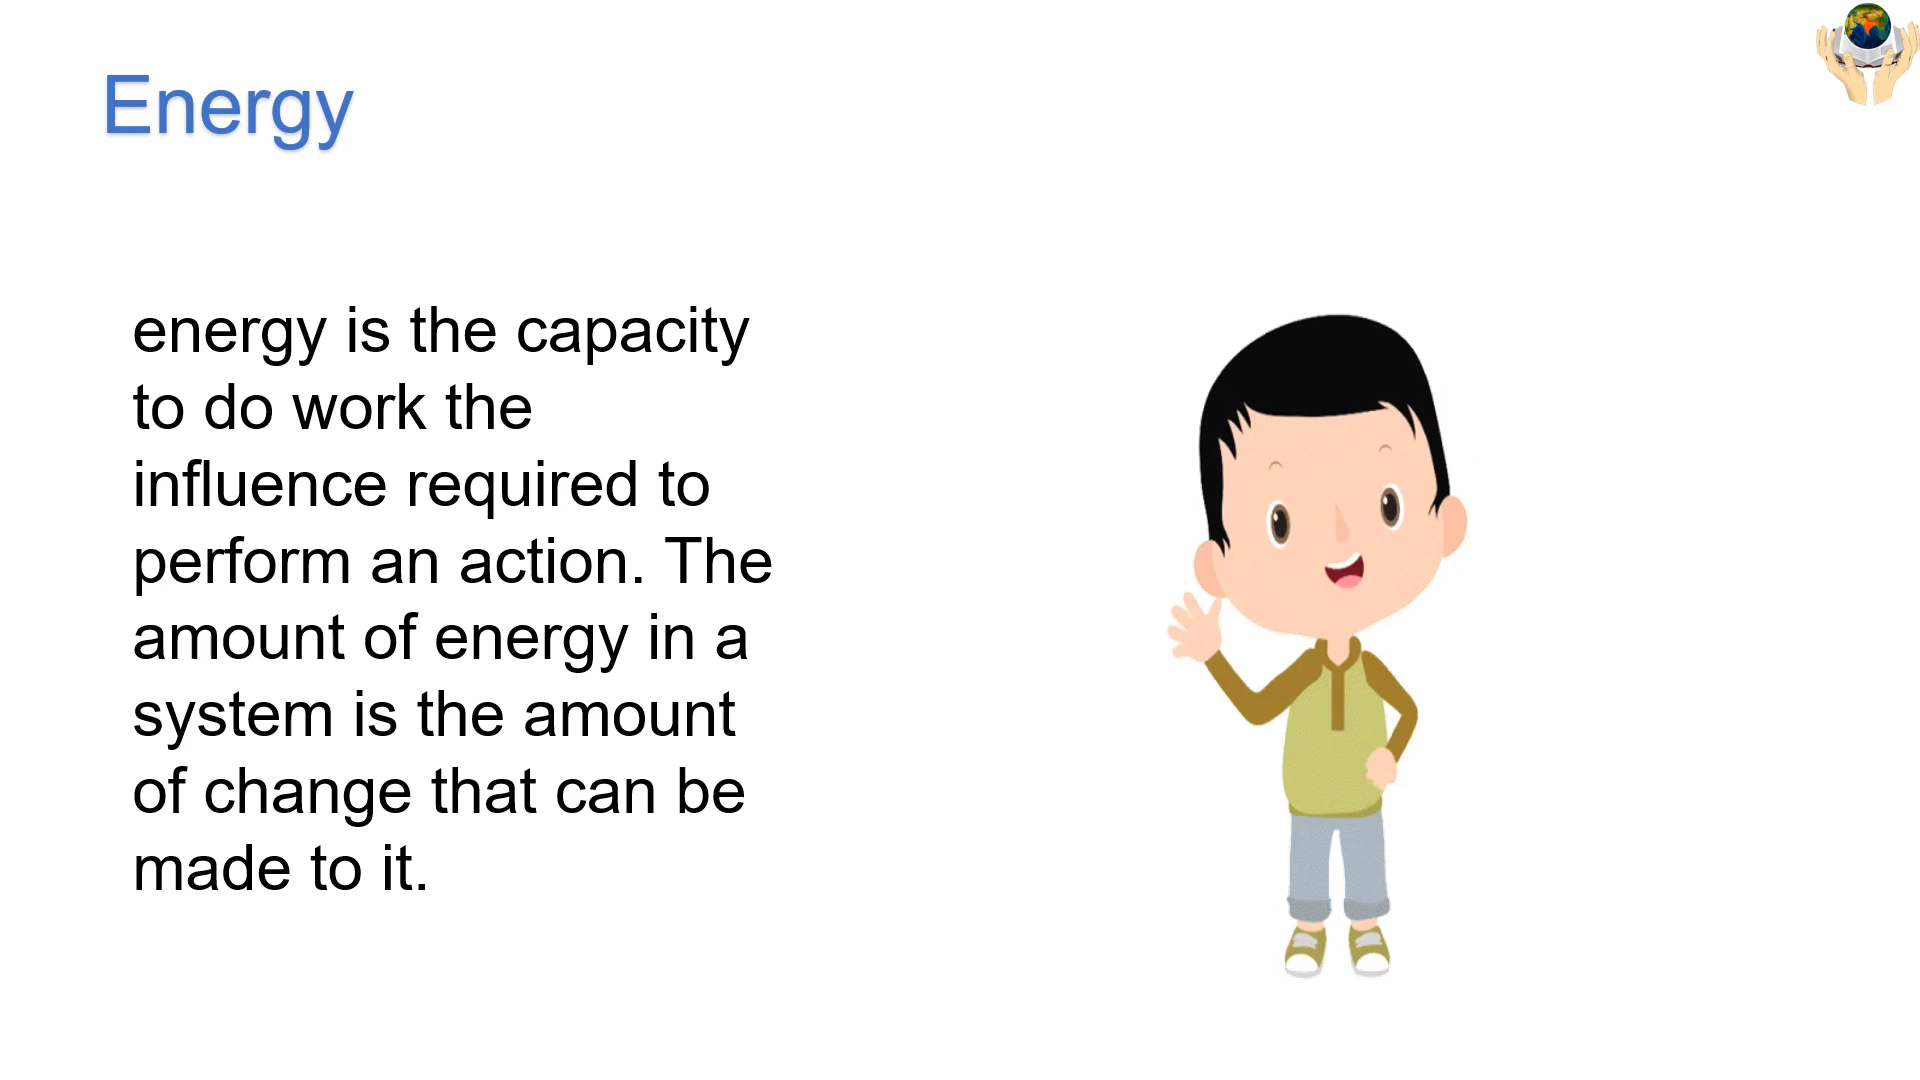 Energy
energy is the capacity
to do work the
influence required to
perform an action. The
amount of energy in a
system is the amount
of change that can be
made to it.